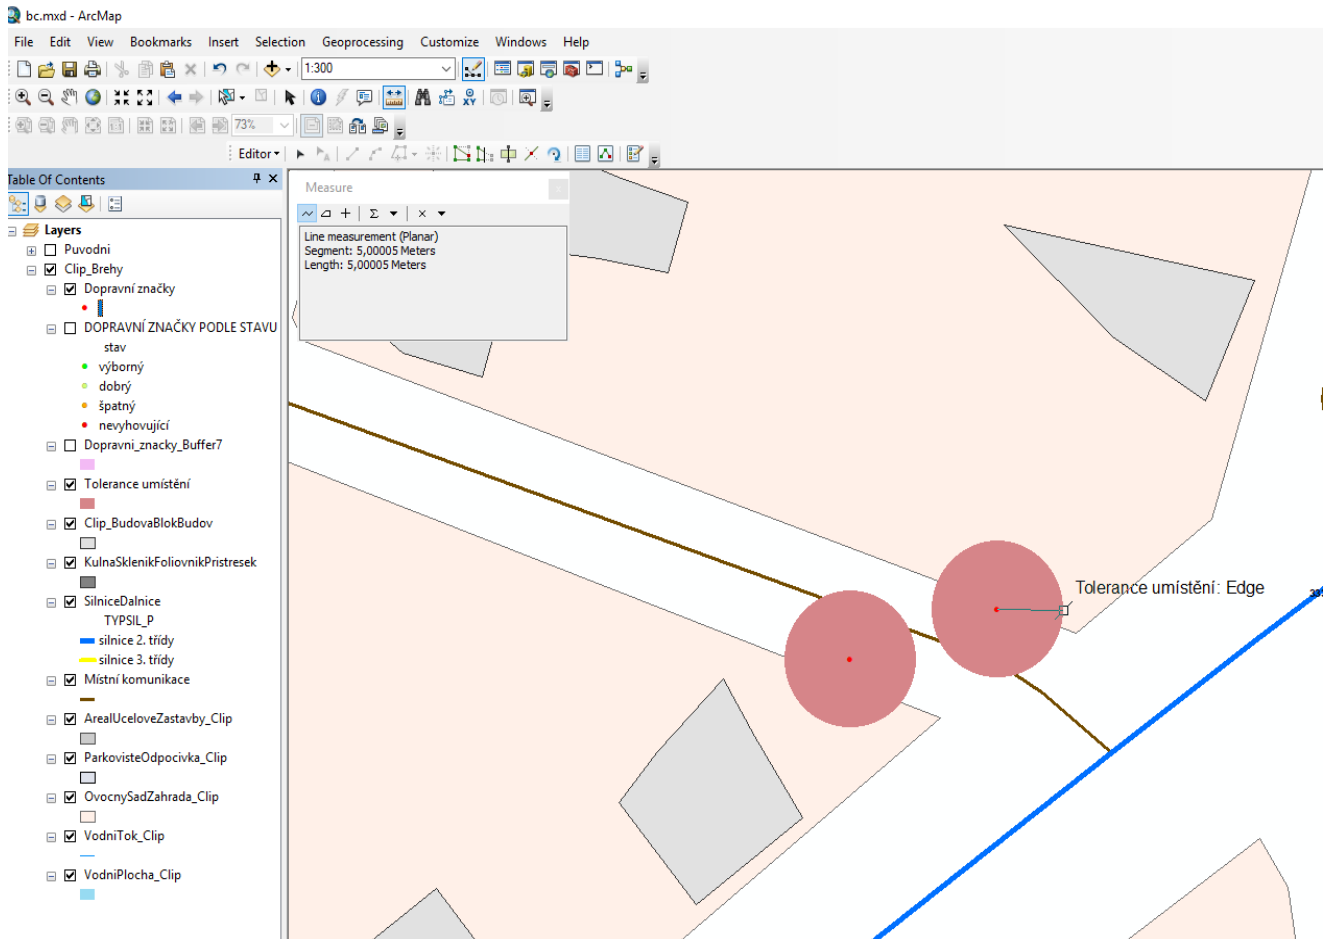 bc.mxd - ArcMap
File Edit View Bookmarks Insert Selection Geoprocessing Customize Windows Help
1:300
73%
Editor
Table Of Contents
Measure
Line measurement (Planar)
Segment: 5,00005 Meters
Length: 5,00005 Meters
Layers
Puvodni
Clip_Brehy
Dopravní značky
DOPRAVNÍ ZNAČKY PODLE STAVU
stav
výborný
dobrý
špatný
nevyhovující
Dopravni_znacky_Buffer7
Tolerance umístění
Clip_BudovaBlokBudov
KulnaSklenikFoliovnikPristresek
SilniceDalnice
TYPSIL_P
silnice 2. třídy
silnice 3. třídy
Místní komunikace
ArealUceloveZastavby_Clip
ParkovisteOdpocivka_Clip
OvocnySadZahrada_Clip
VodniTok_Clip
VodniPlocha_Clip
Tolerance umístění: Edge